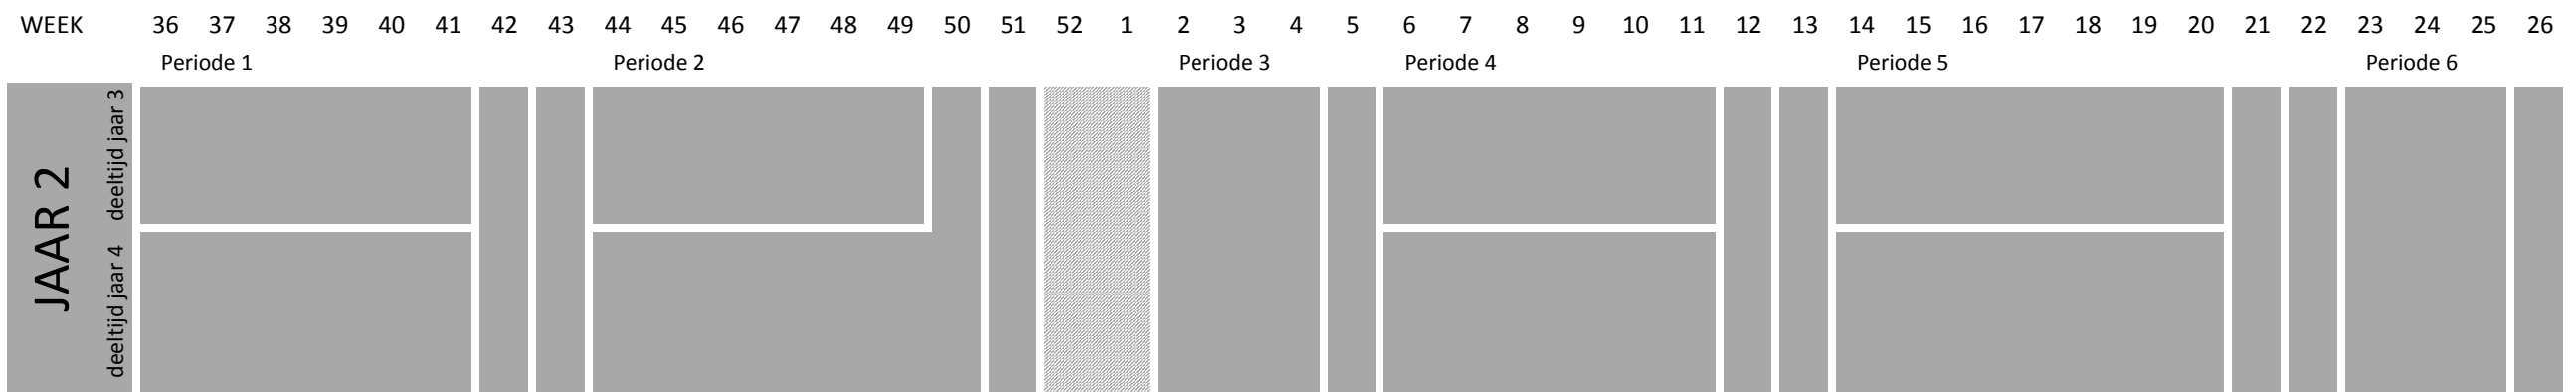 WEEK 36 37 38 39 40 41 42 43 44 45 46 47 48 49 50 51 52 1 2 3 4 5 6 7 8 9 10 11 12 13 14 15 16 17 18 19 20 21 22 23 24 25 26
Periode 1 Periode 2 Periode 3 Periode 4 Periode 5 Periode 6
JAAR 2
deeltijd jaar 3
deeltijd jaar 4